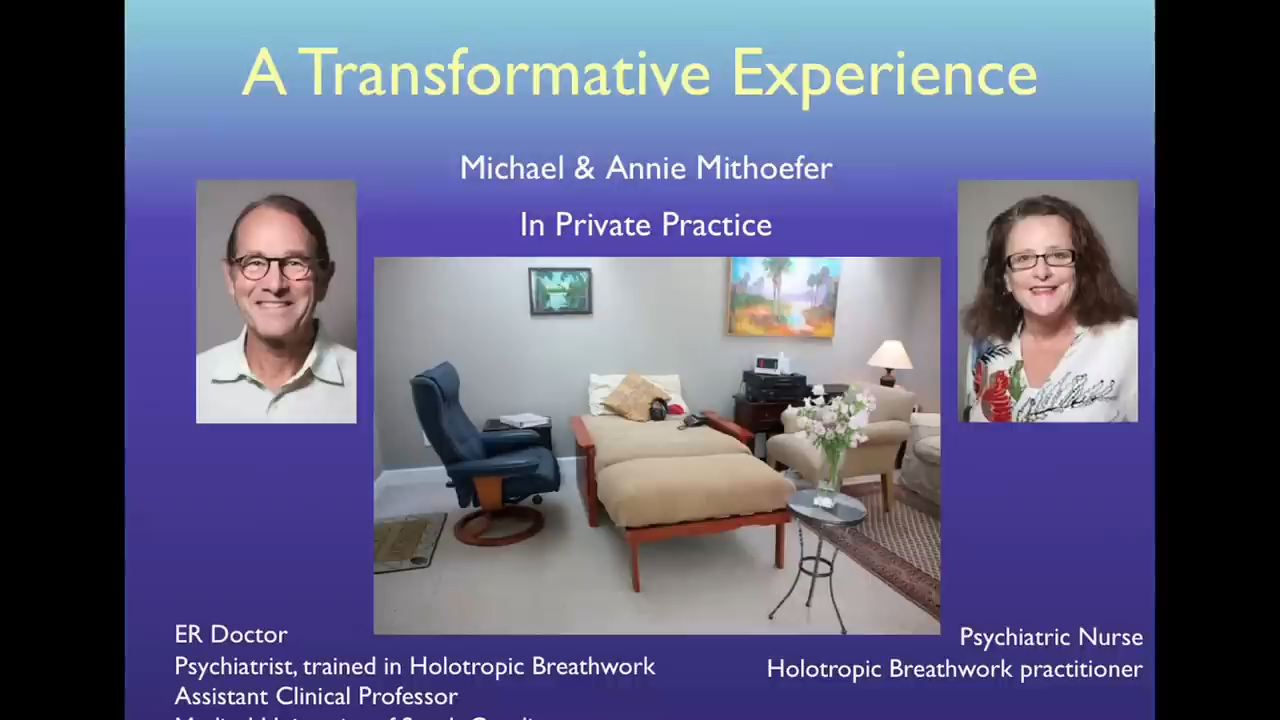 A Transformative Experience
Michael & Annie Mithoefer
In Private Practice
ER Doctor
Psychiatrist, trained in Holotropic Breathwork
Assistant Clinical Professor
Psychiatric Nurse
Holotropic Breathwork practitioner